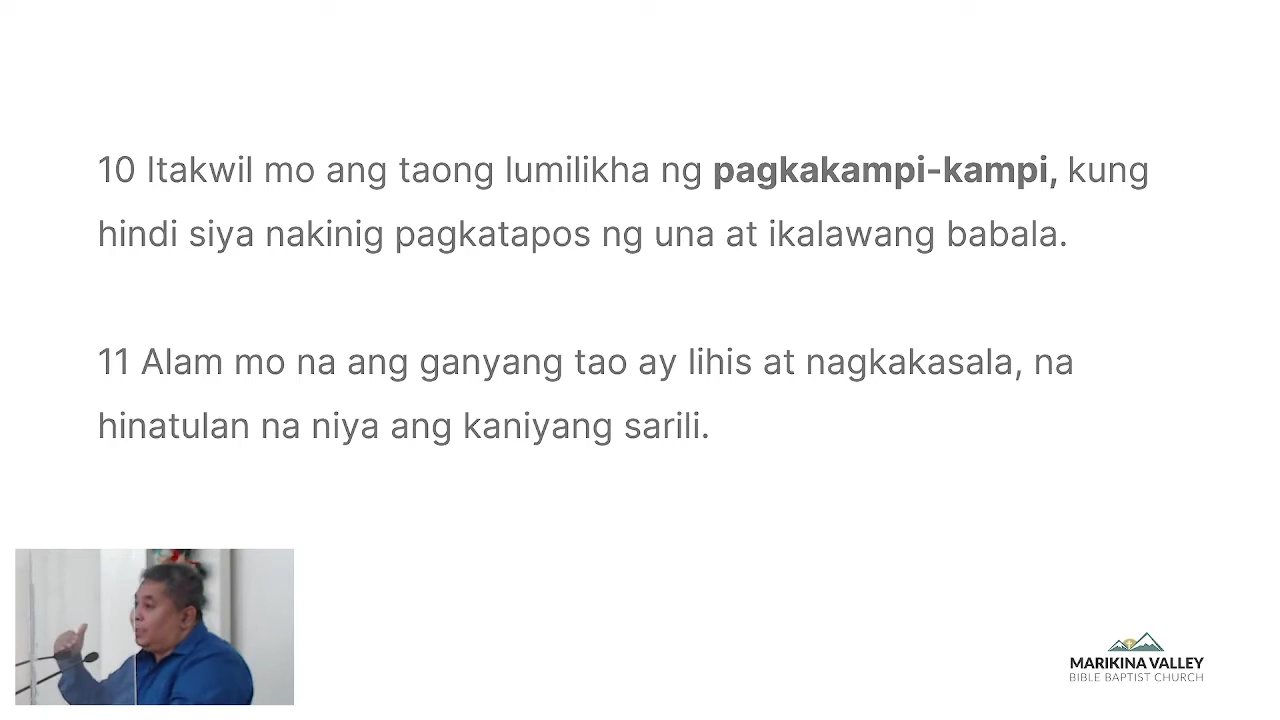 10 Itakwil mo ang taong lumilikha ng pagkakampi-kampi, kung
hindi siya nakinig pagkatapos ng una at ikalawang babala.
11 Alam mo na ang ganyang tao ay lihis at nagkakasala, na
hinatulan na niya ang kaniyang sarili.
MARIKINA VALLEY
BIBLE BAPTIST CHURCH